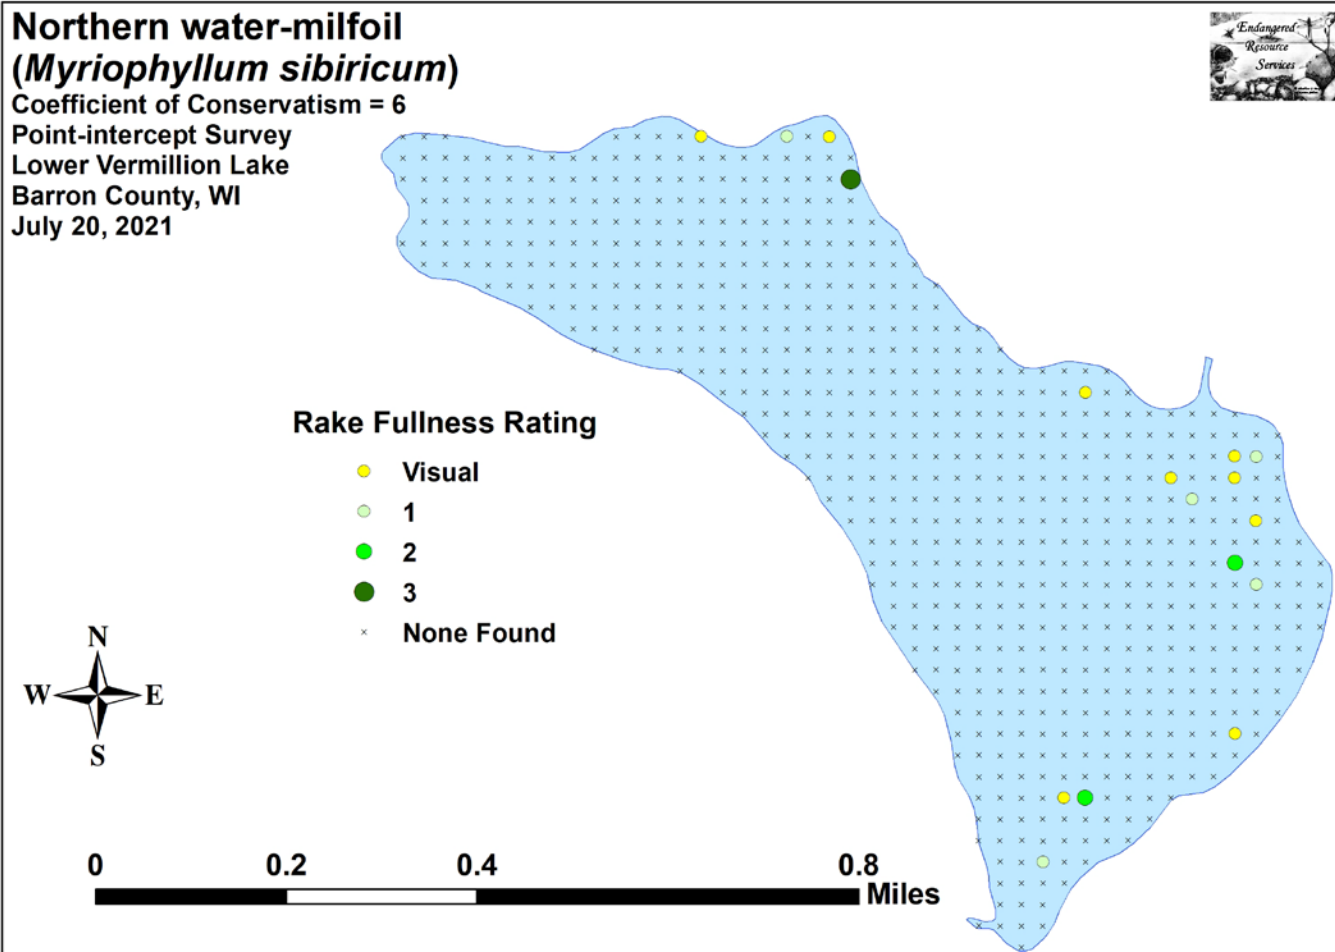 Northern water-milfoil
(Myriophyllum sibiricum)
Coefficient of Conservatism = 6
Point-intercept Survey
Lower Vermillion Lake
Barron County, WI
July 20, 2021
Endangered
Resource
Services
Rake Fullness Rating
Visual
1
2
3
None Found
N
W E
S
0 0.2 0.4 0.8
Miles